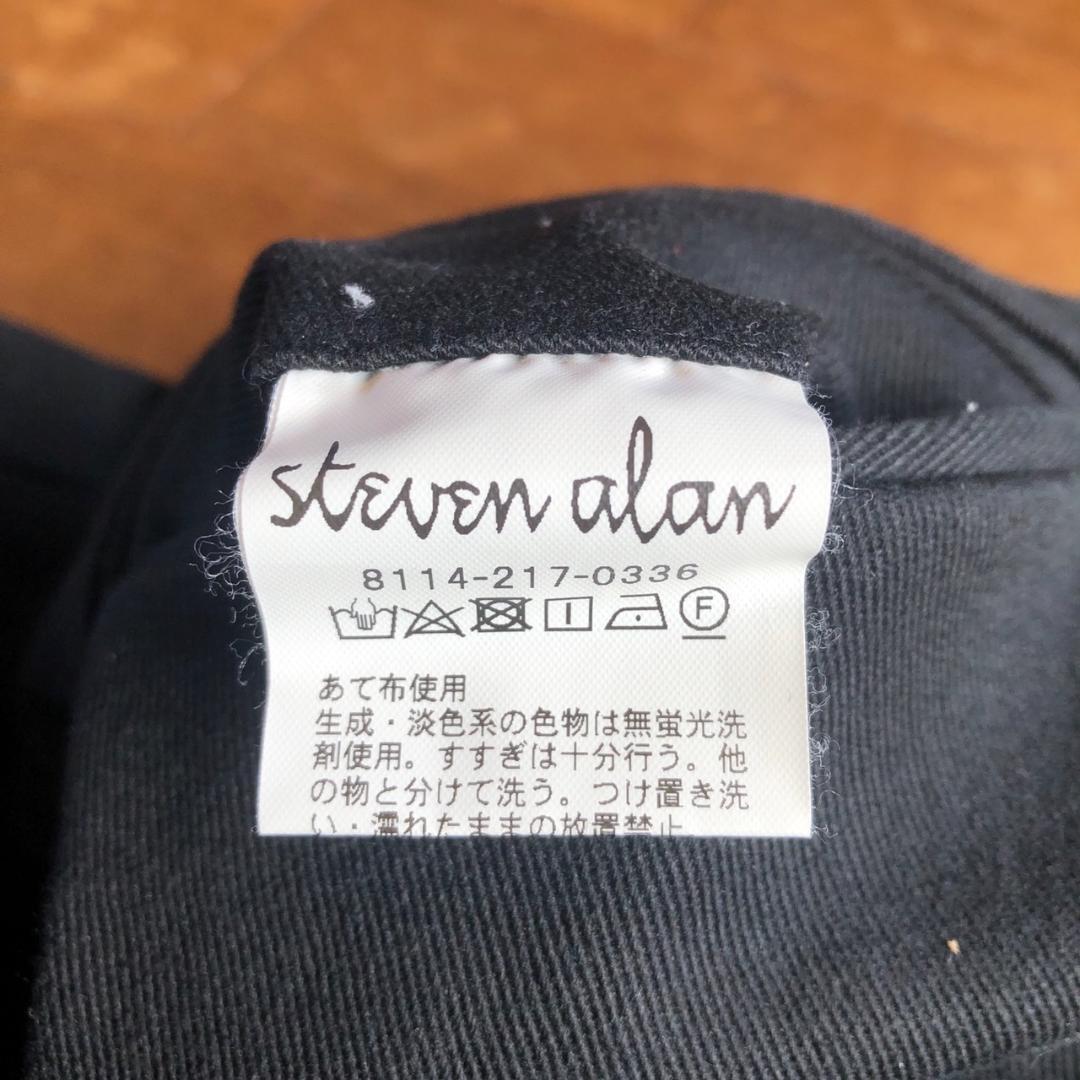 steven alan
8114-217-0336
F
あて布使用
生成・淡色系の色物は無蛍光洗
剤使用。すすぎは十分行う。他
の物と分けて洗う。つけ置き洗
い・濡れたままの放置禁止